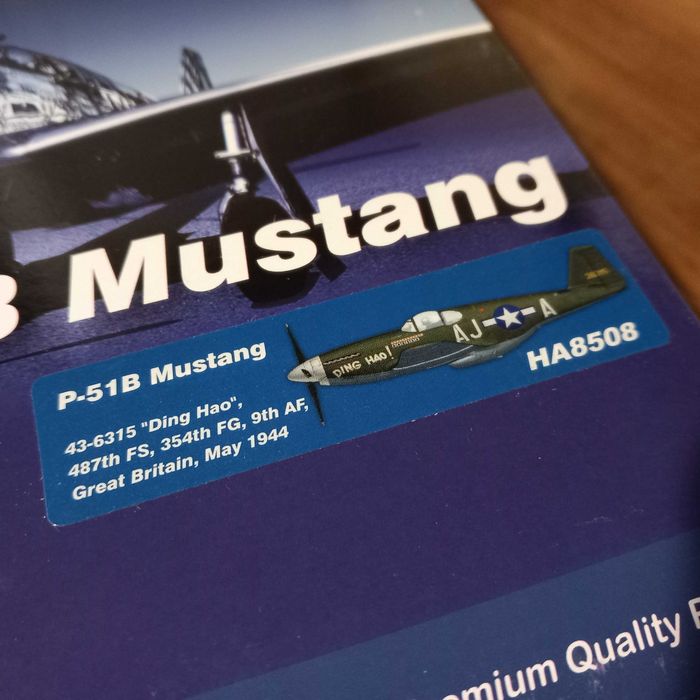 Mustang
P-51B Mustang
43-6315 "Ding Hao",
487th FS, 354th FG, 9th AF,
Great Britain, May 1944
DING HAO!
AJ A
HA8508
Quality